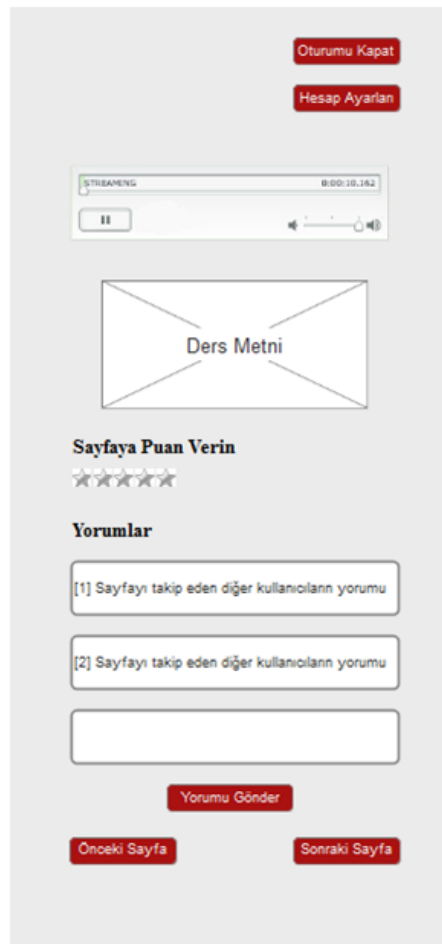 Oturumu Kapat
Hesap Ayarları
STREAMING 0:00:10.162
Ders Metni
Sayfaya Puan Verin
Yorumlar
[1] Sayfayı takip eden diğer kullanıcıların yorumu
[2] Sayfayı takip eden diğer kullanıcıların yorumu
Yorumu Gönder
Önceki Sayfa Sonraki Sayfa